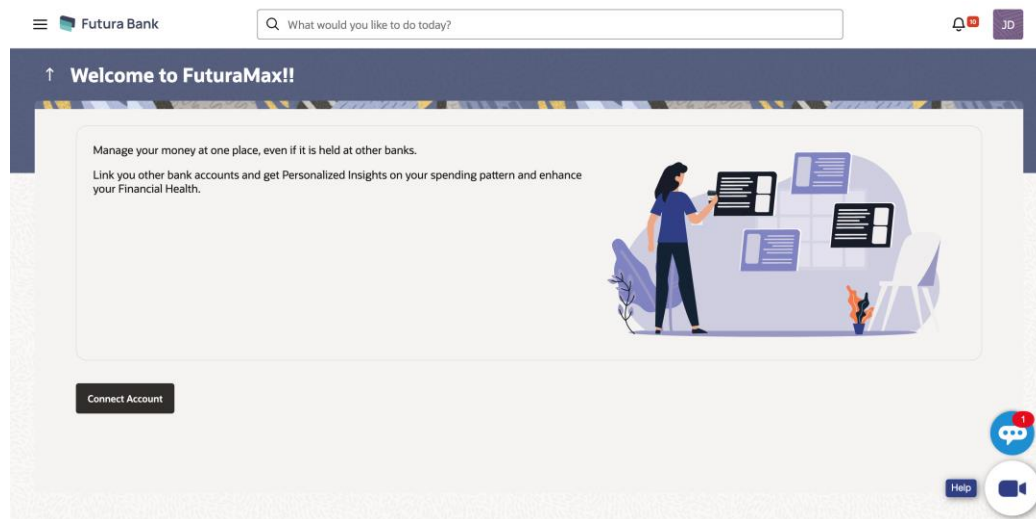 Futura Bank
What would you like to do today?
10
JD
↑ Welcome to FuturaMax!!
Manage your money at one place, even if it is held at other banks.
Link you other bank accounts and get Personalized Insights on your spending pattern and enhance
your Financial Health.
Connect Account
1
Help